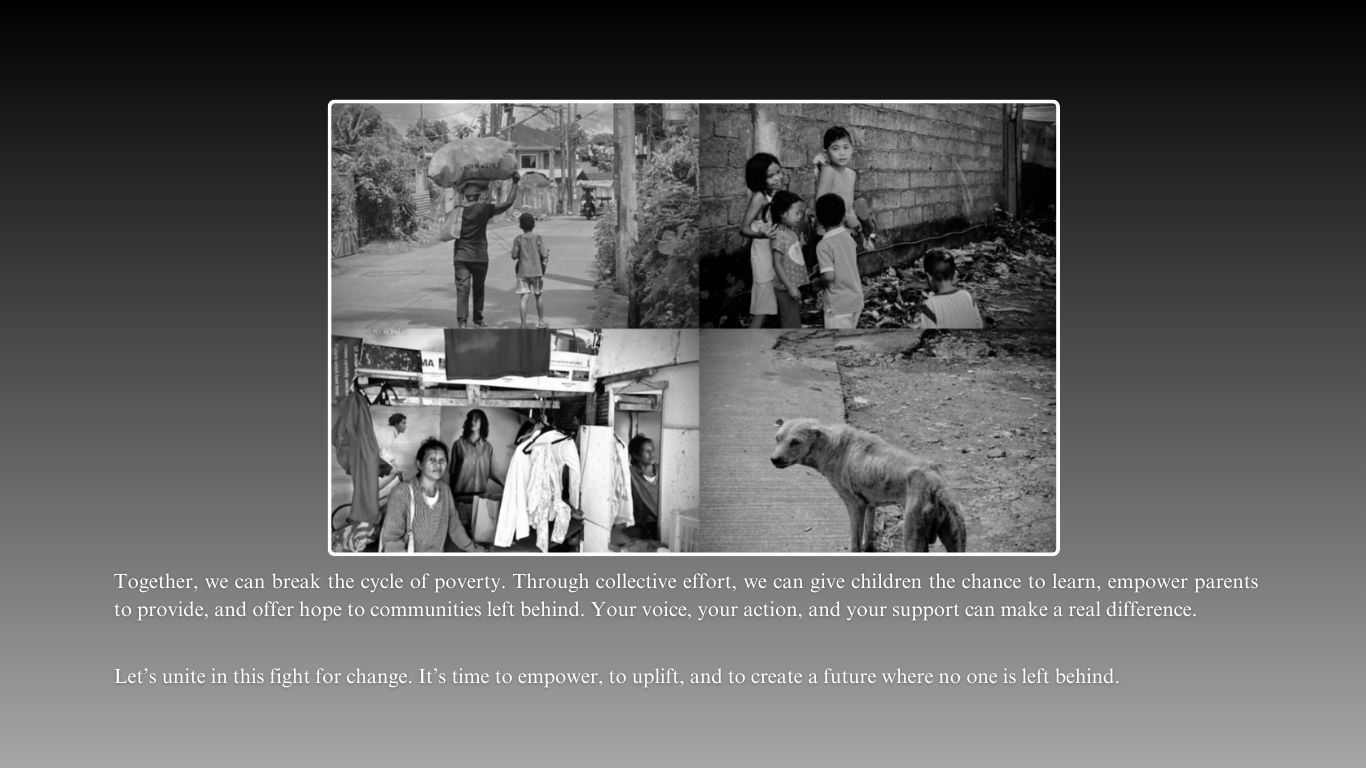 MA
Together, we can break the cycle of poverty. Through collective effort, we can give children the chance to learn, empower parents
to provide, and offer hope to communities left behind. Your voice, your action, and your support can make a real difference.
Let’s unite in this fight for change. It’s time to empower, to uplift, and to create a future where no one is left behind.